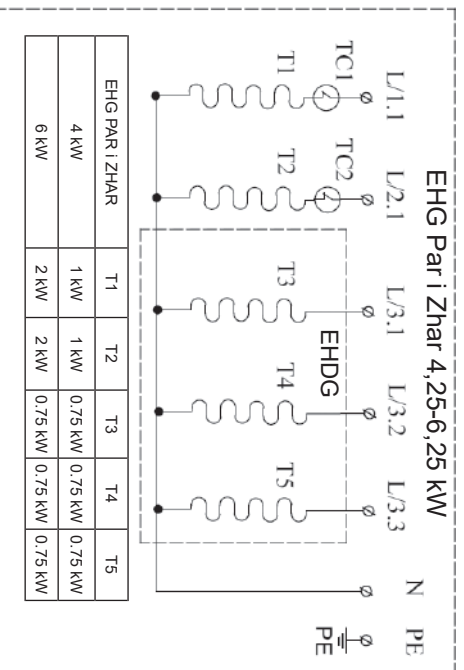 EHG Par i Zhar 4,25-6,25 kW
L/1.1 L/2.1 L/3.1 L/3.2 L/3.3 N PE
TC1 TC2
T1 T2 T3 T4 T5
EHDG
PE
EHG PAR i ZHAR T1 T2 T3 T4 T5
4 kW 1 kW 1 kW 0.75 kW 0.75 kW 0.75 kW
6 kW 2 kW 2 kW 0.75 kW 0.75 kW 0.75 kW